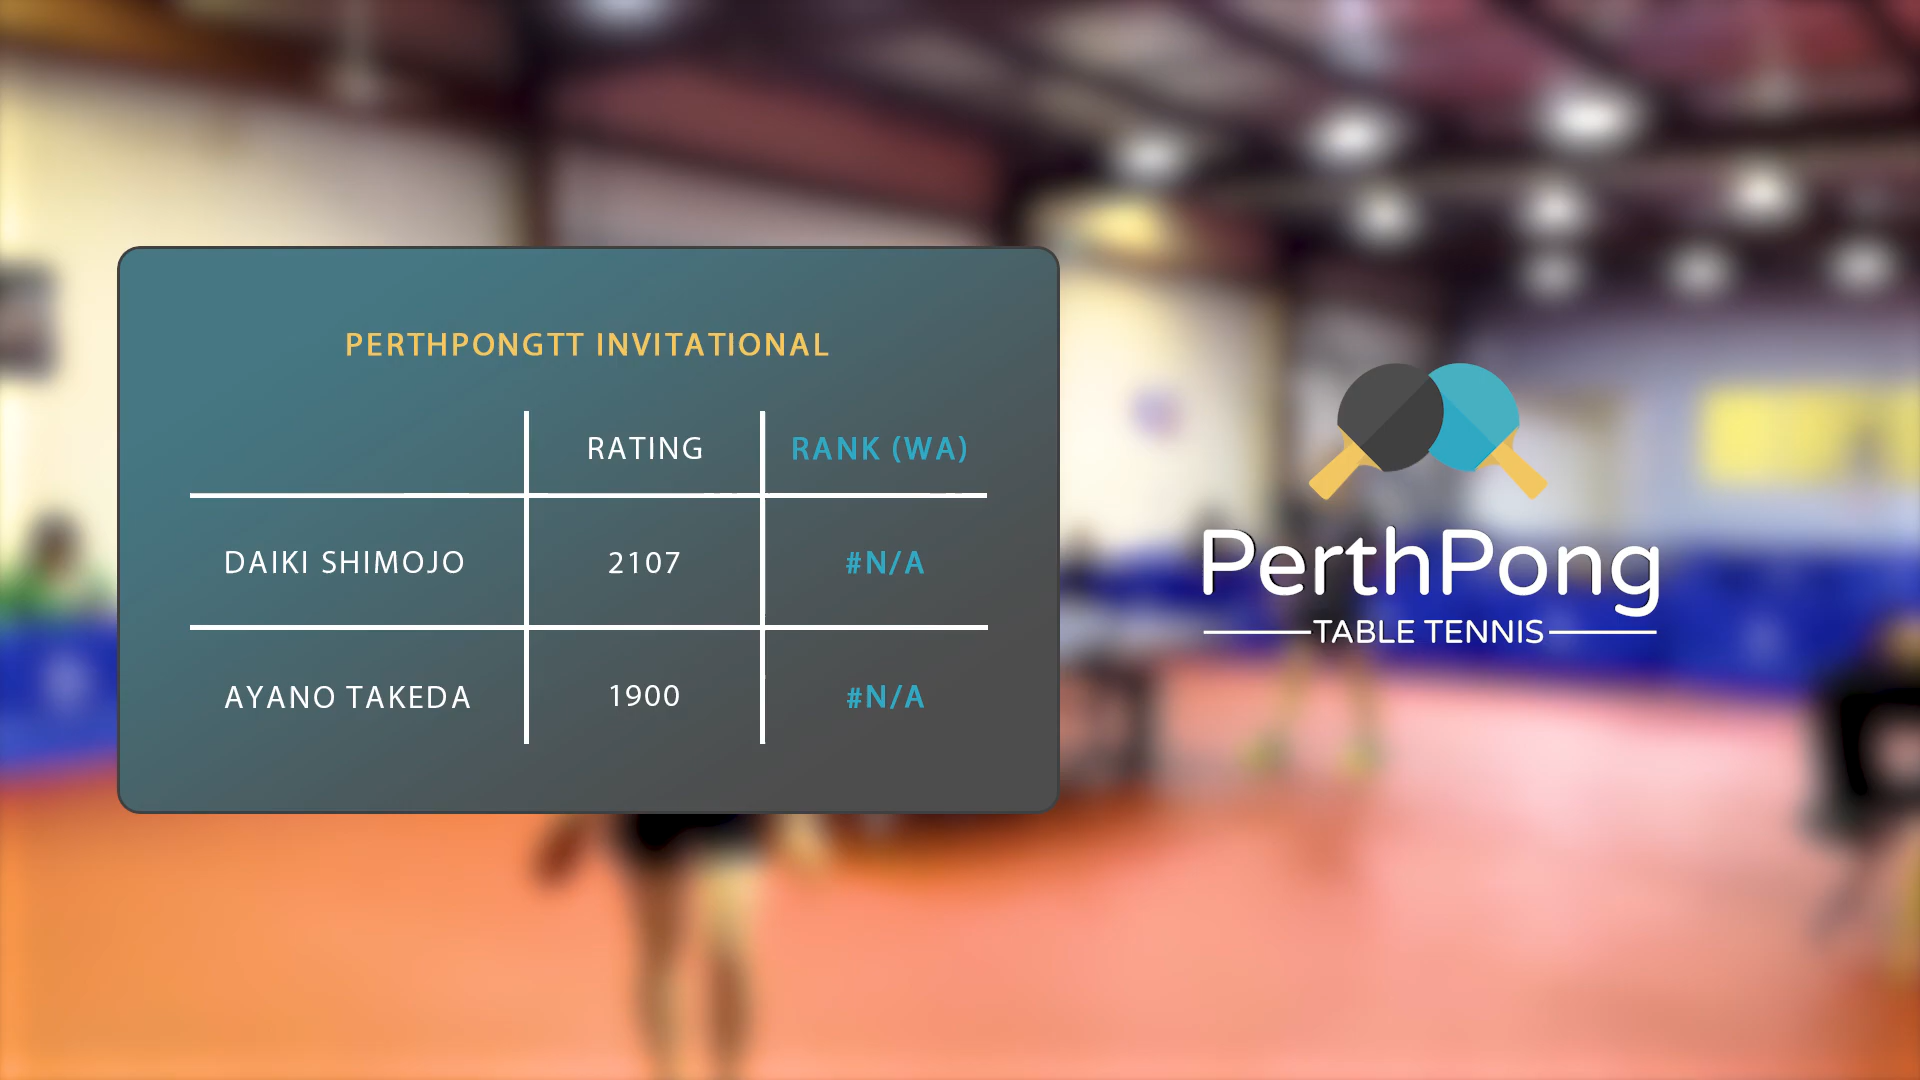 PERTHPONGTT INVITATIONAL
RATING RANK (WA)
DAIKI SHIMOJO 2107 #N/A
AYANO TAKEDA 1900 #N/A
PerthPong
TABLE TENNIS